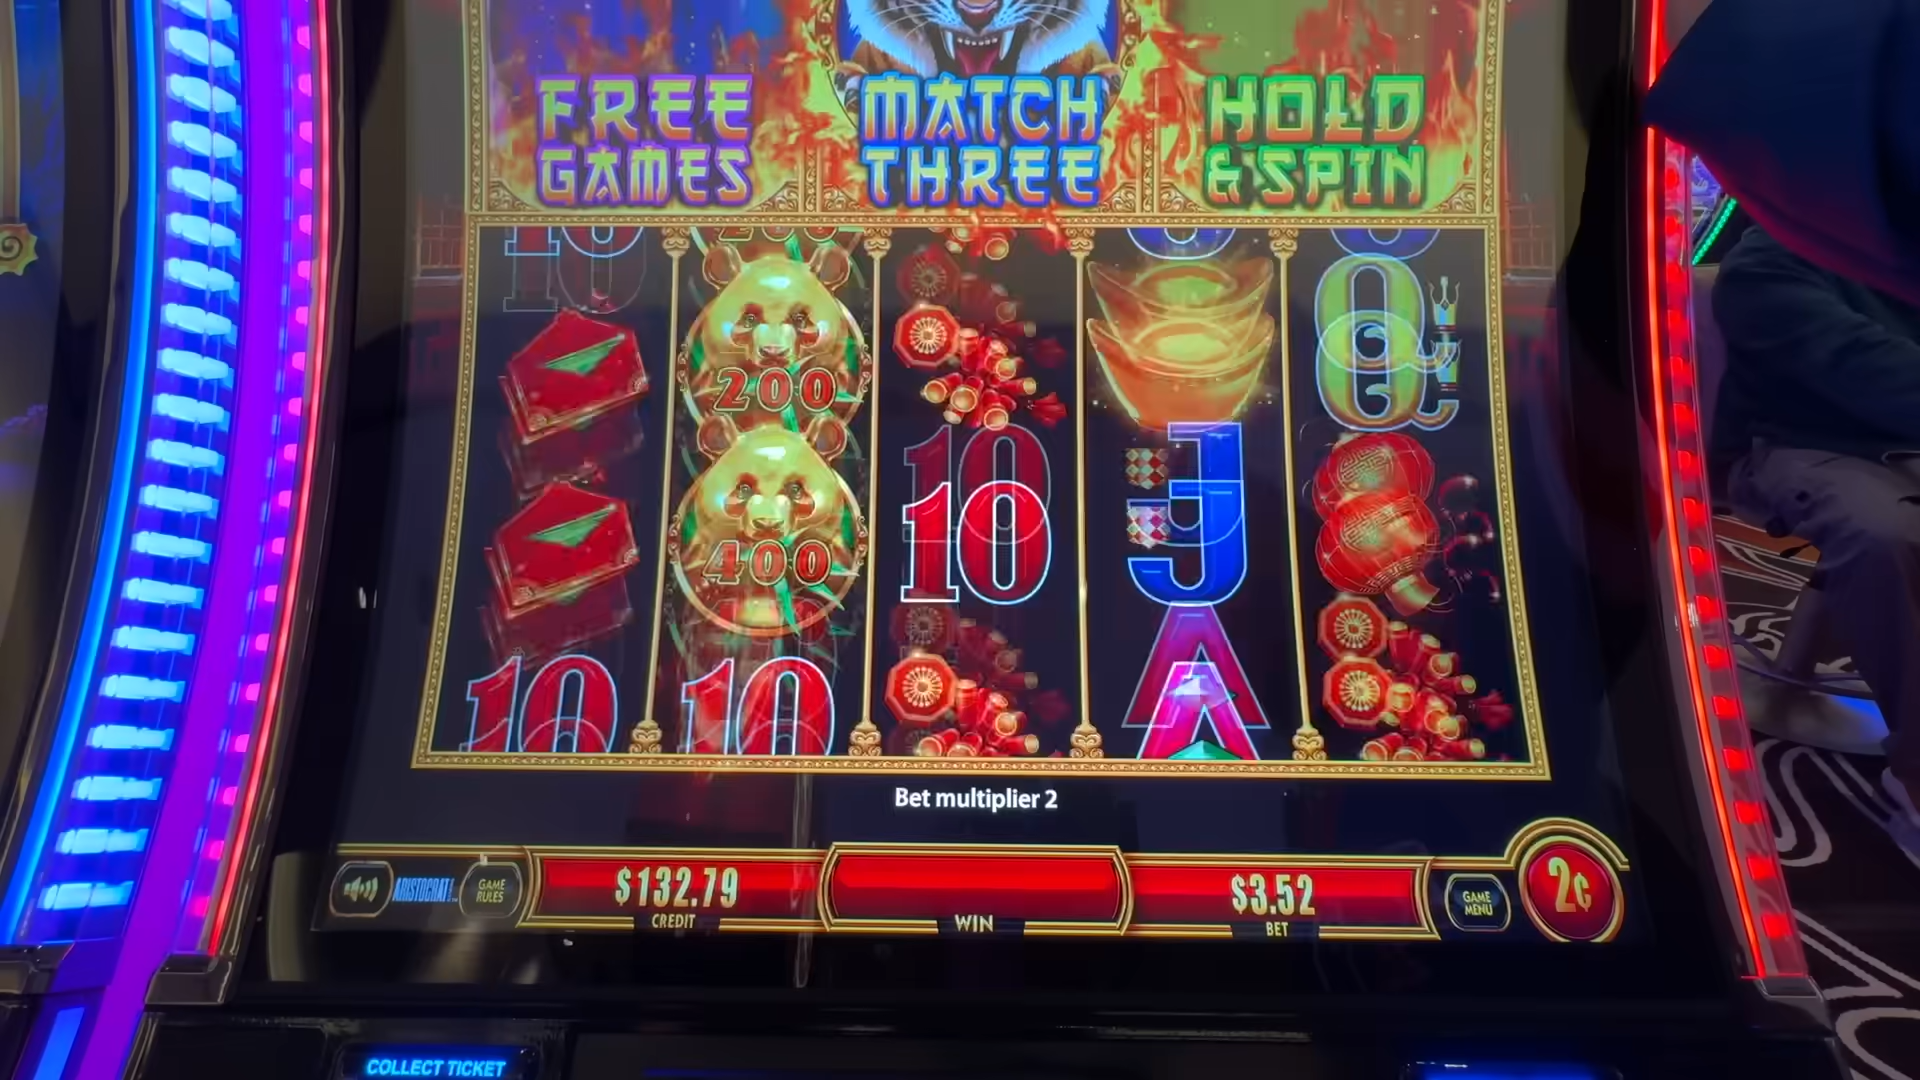 FREE
GAMES
MATCH
THREE
HOLD
&SPIN
10
200
J
Q
400
10
10
10
A
Bet multiplier 2
ARISTOCRAT
GAME
RULES
$132.79
CREDIT
WIN
$3.52
BET
GAME
MENU
2¢
COLLECT TICKET